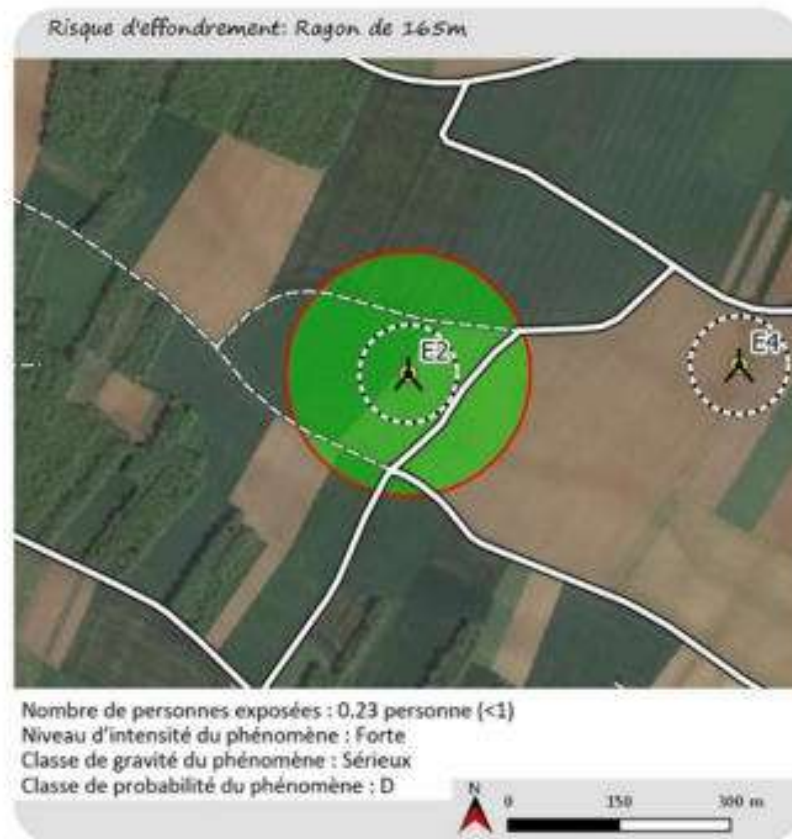 Risque d'effondrement: Rayon de 165m
E2
E4
Nombre de personnes exposées : 0.23 personne (<1)
Niveau d'intensité du phénomène : Forte
Classe de gravité du phénomène : Sérieux
Classe de probabilité du phénomène : D
N
0 150 300 m